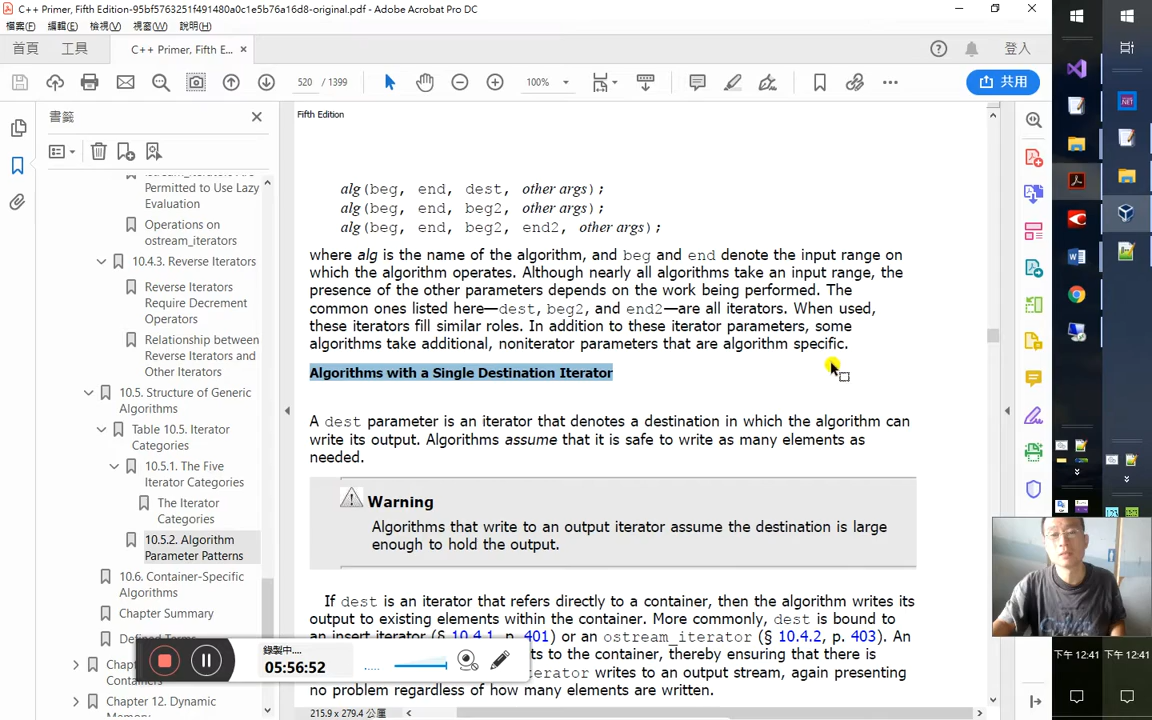 C++ Primer, Fifth Edition-95bf5763251f491480a0c1e5b76a16d8-original.pdf - Adobe Acrobat Pro DC
檔案(F) 編輯(E) 檢視(V) 視窗(W) 說明(H)
首頁 工具 C++ Primer, Fifth E... × 登入
520 / 1399 100% 共用
書籤
Fifth Edition
ostream_iterators Are
Permitted to Use Lazy
Evaluation
Operations on
ostream_iterators
10.4.3. Reverse Iterators
Reverse Iterators
Require Decrement
Operators
Relationship between
Reverse Iterators and
Other Iterators
10.5. Structure of Generic
Algorithms
Table 10.5. Iterator
Categories
10.5.1. The Five
Iterator Categories
The Iterator
Categories
10.5.2. Algorithm
Parameter Patterns
10.6. Container-Specific
Algorithms
Chapter Summary
Defined Terms
Chapt
Containers
Chapter 12. Dynamic
Memory
alg(beg, end, dest, other args);
alg(beg, end, beg2, other args);
alg(beg, end, beg2, end2, other args);
where alg is the name of the algorithm, and beg and end denote the input range on
which the algorithm operates. Although nearly all algorithms take an input range, the
presence of the other parameters depends on the work being performed. The
common ones listed here—dest, beg2, and end2—are all iterators. When used,
these iterators fill similar roles. In addition to these iterator parameters, some
algorithms take additional, noniterator parameters that are algorithm specific.
Algorithms with a Single Destination Iterator
A dest parameter is an iterator that denotes a destination in which the algorithm can
write its output. Algorithms assume that it is safe to write as many elements as
needed.
Warning
Algorithms that write to an output iterator assume the destination is large
enough to hold the output.
If dest is an iterator that refers directly to a container, then the algorithm writes its
output to existing elements within the container. More commonly, dest is bound to
an insert iterator (§ 10.4.1, p. 401) or an ostream_iterator (§ 10.4.2, p. 403). An
ts to the container, thereby ensuring that there is
terator writes to an output stream, again presenting
no problem regardless of how many elements are written.
錄製中....
05:56:52
215.9 x 279.4 公釐
.NET
下午 12:41 下午 12:41